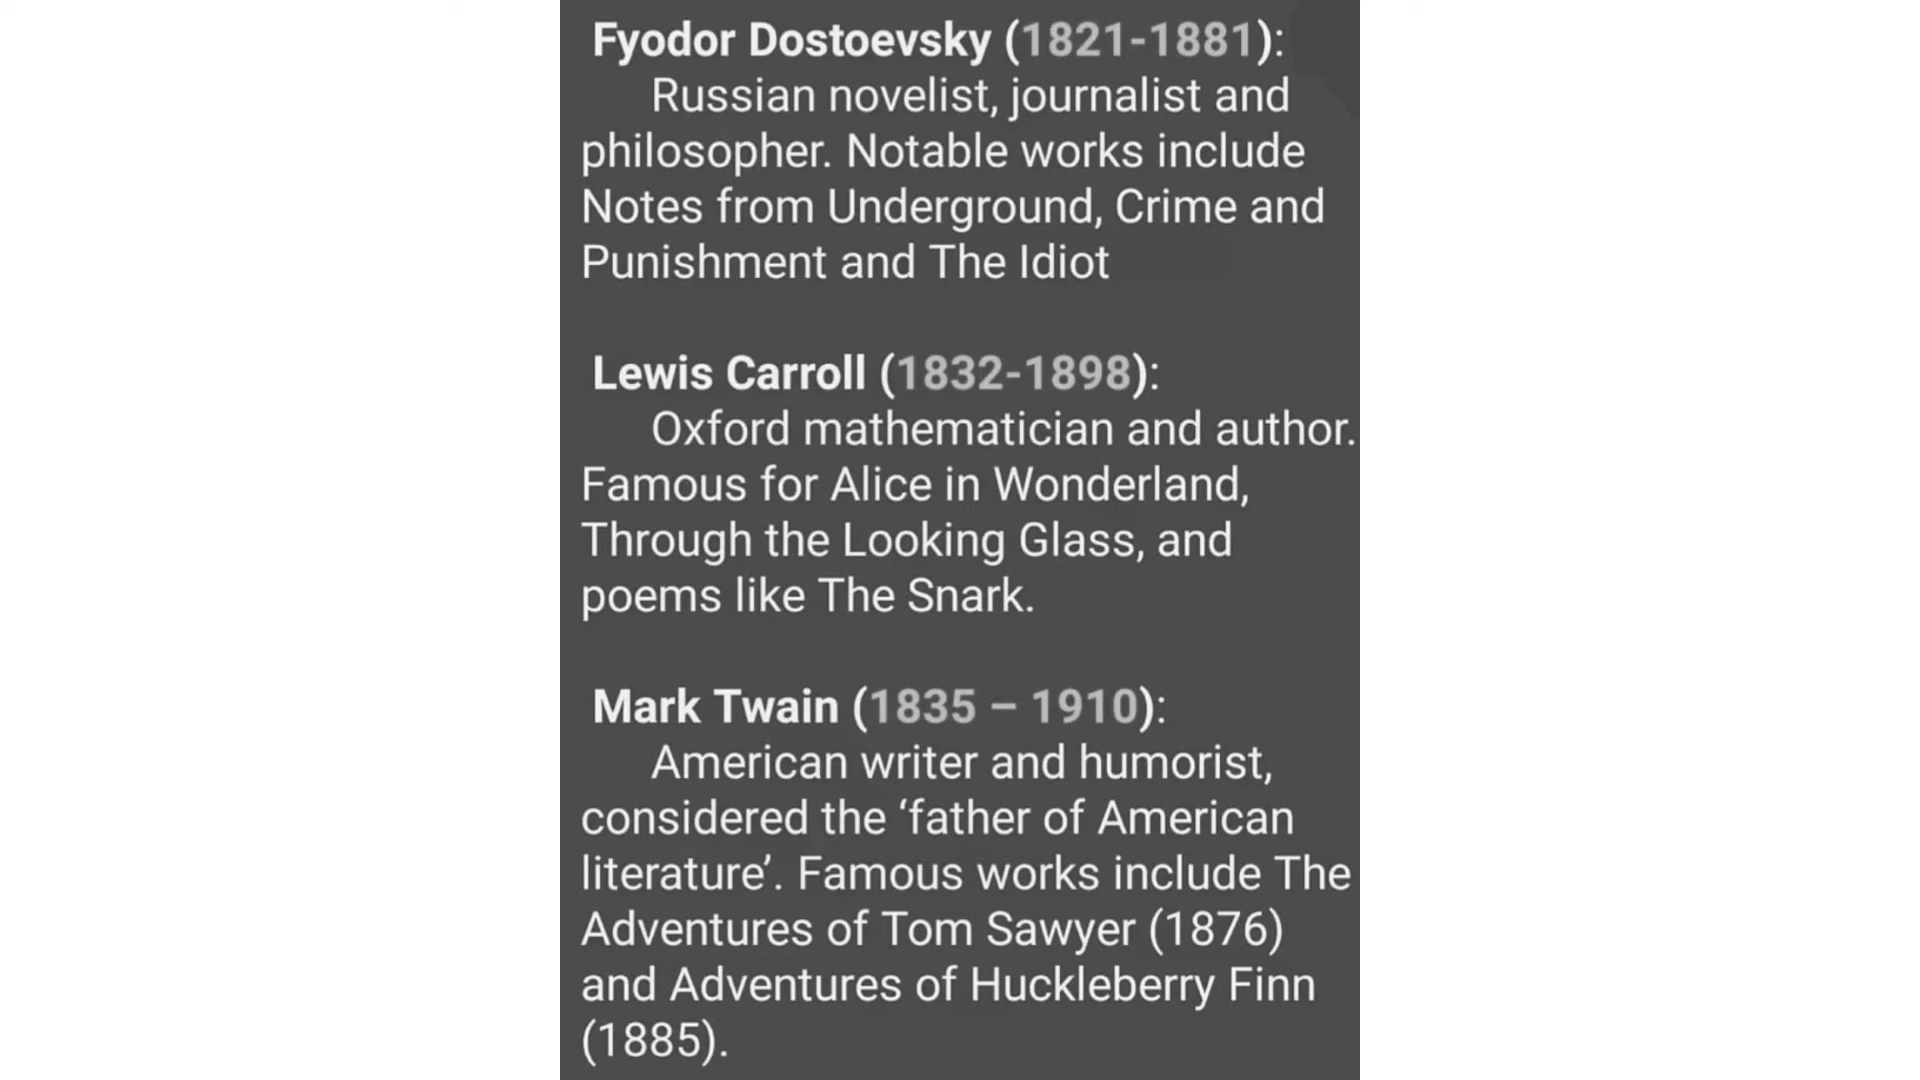 Fyodor Dostoevsky (1821-1881):
Russian novelist, journalist and
philosopher. Notable works include
Notes from Underground, Crime and
Punishment and The Idiot
Lewis Carroll (1832-1898):
Oxford mathematician and author.
Famous for Alice in Wonderland,
Through the Looking Glass, and
poems like The Snark.
Mark Twain (1835 – 1910):
American writer and humorist,
considered the ‘father of American
literature’. Famous works include The
Adventures of Tom Sawyer (1876)
and Adventures of Huckleberry Finn
(1885).